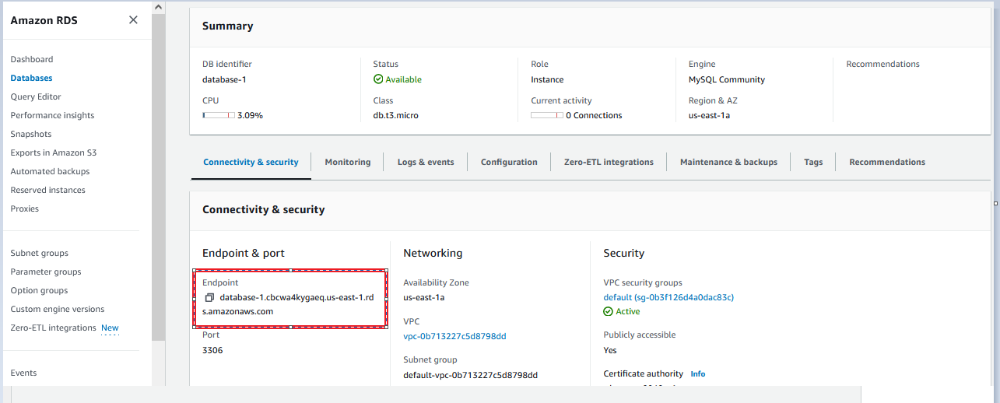 Amazon RDS
Dashboard
Databases
Query Editor
Performance insights
Snapshots
Exports in Amazon S3
Automated backups
Reserved instances
Proxies
Subnet groups
Parameter groups
Option groups
Custom engine versions
Zero-ETL integrations New
Events
Summary
DB identifier
database-1
Status
Available
Role
Instance
Engine
MySQL Community
Recommendations
CPU
3.09%
Class
db.t3.micro
Current activity
0 Connections
Region & AZ
us-east-1a
Connectivity & security
Monitoring
Logs & events
Configuration
Zero-ETL integrations
Maintenance & backups
Tags
Recommendations
Connectivity & security
Endpoint & port
Endpoint
database-1.cbcwa4kygaeq.us-east-1.rd
s.amazonaws.com
Port
3306
Networking
Availability Zone
us-east-1a
VPC
vpc-0b713227c5d8798dd
Subnet group
default-vpc-0b713227c5d8798dd
Security
VPC security groups
default (sg-0b3f126d4a0dac83c)
Active
Publicly accessible
Yes
Certificate authority Info